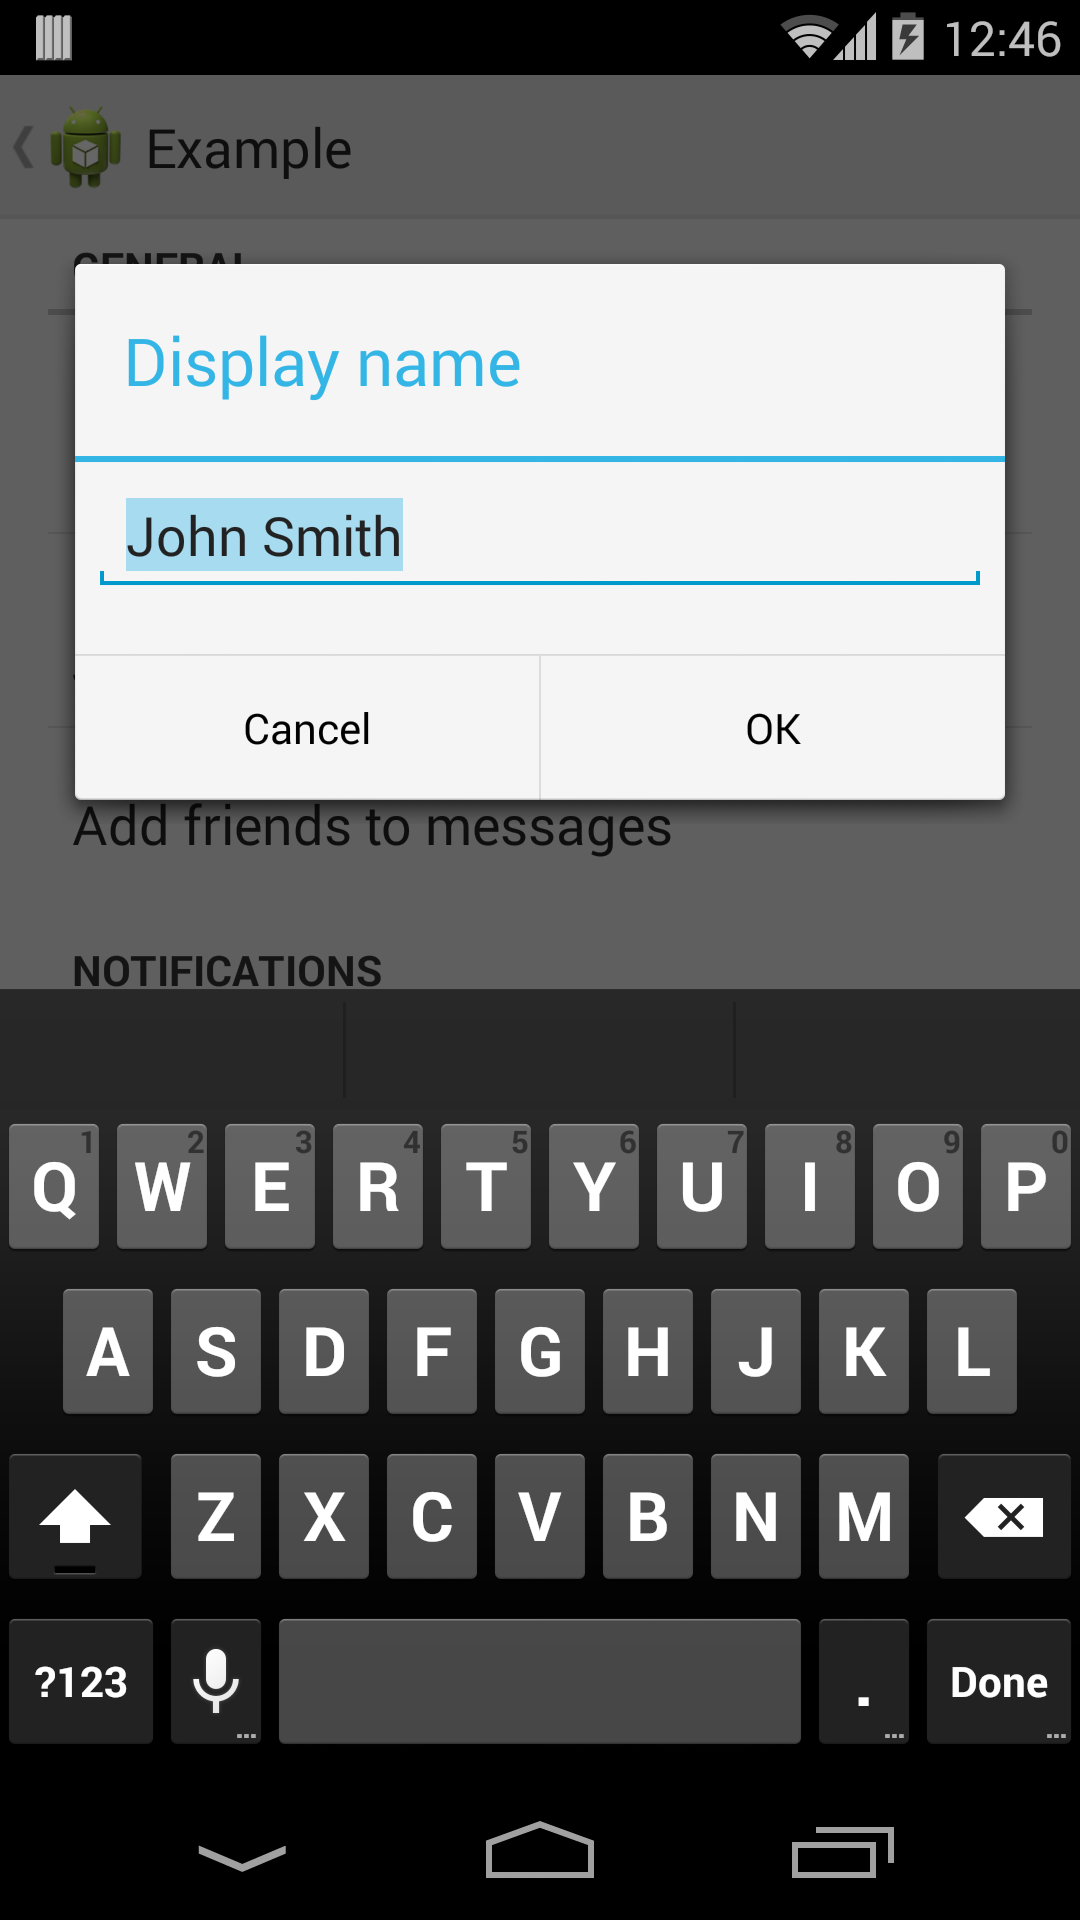 12:46
Example
GENERAL
Display name
John Smith
Cancel OK
Add friends to messages
NOTIFICATIONS
1 2 3 4 5 6 7 8 9 0
Q W E R T Y U I O P
A S D F G H J K L
Z X C V B N M
?123 . Done